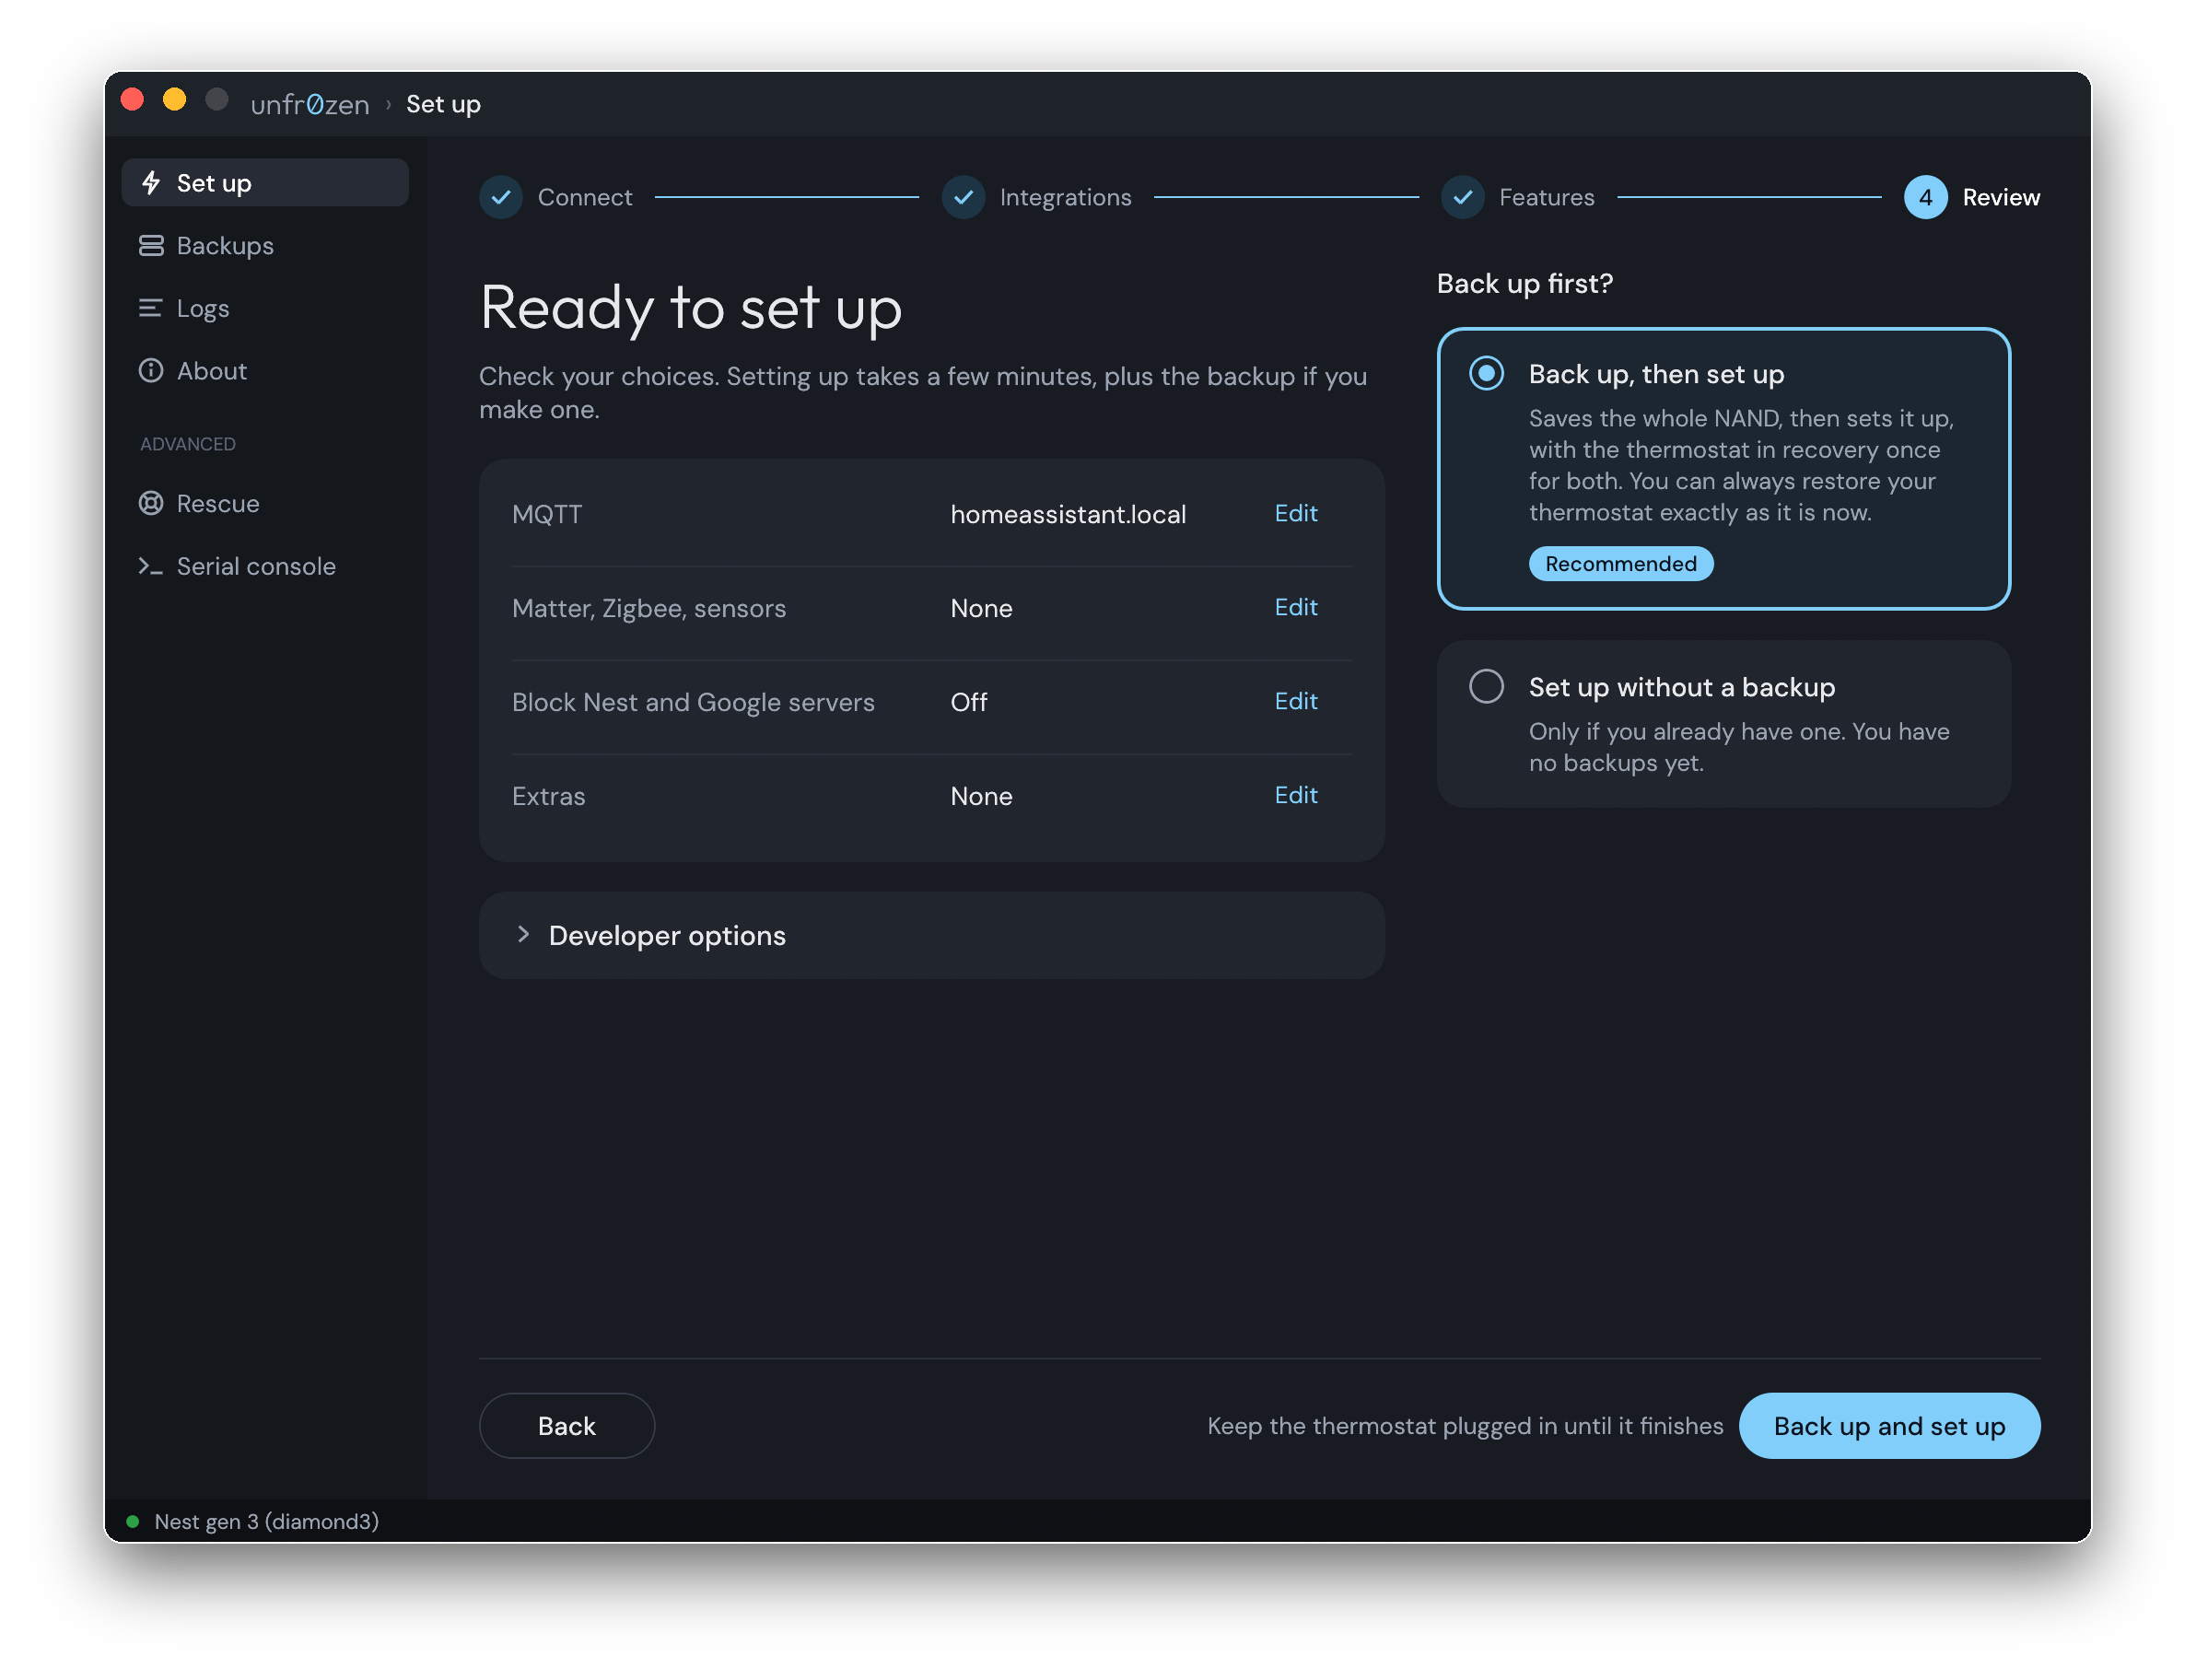 unfr0zen › Set up
Set up
Backups
Logs
About
ADVANCED
Rescue
Serial console
Connect
Integrations
Features
4 Review
Ready to set up
Check your choices. Setting up takes a few minutes, plus the backup if you
make one.
MQTT homeassistant.local Edit
Matter, Zigbee, sensors None Edit
Block Nest and Google servers Off Edit
Extras None Edit
Developer options
Back up first?
Back up, then set up
Saves the whole NAND, then sets it up,
with the thermostat in recovery once
for both. You can always restore your
thermostat exactly as it is now.
Recommended
Set up without a backup
Only if you already have one. You have
no backups yet.
Back
Keep the thermostat plugged in until it finishes
Back up and set up
Nest gen 3 (diamond3)